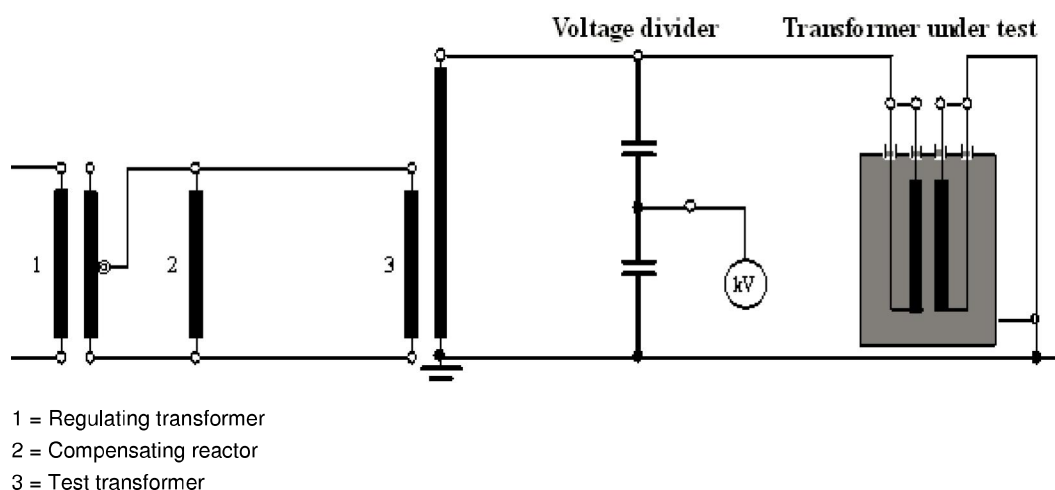 Voltage divider
Transformer under test
1
2
3
kV
1 = Regulating transformer
2 = Compensating reactor
3 = Test transformer